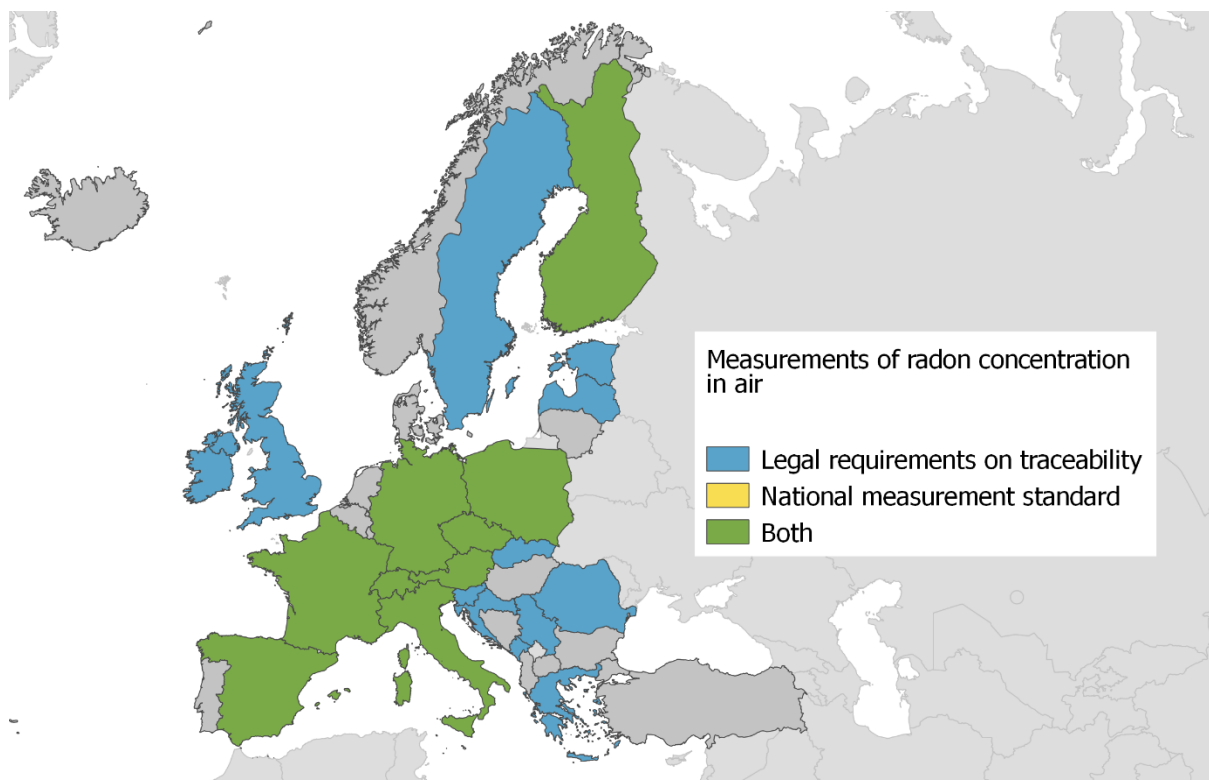 Measurements of radon concentration
in air
Legal requirements on traceability
National measurement standard
Both